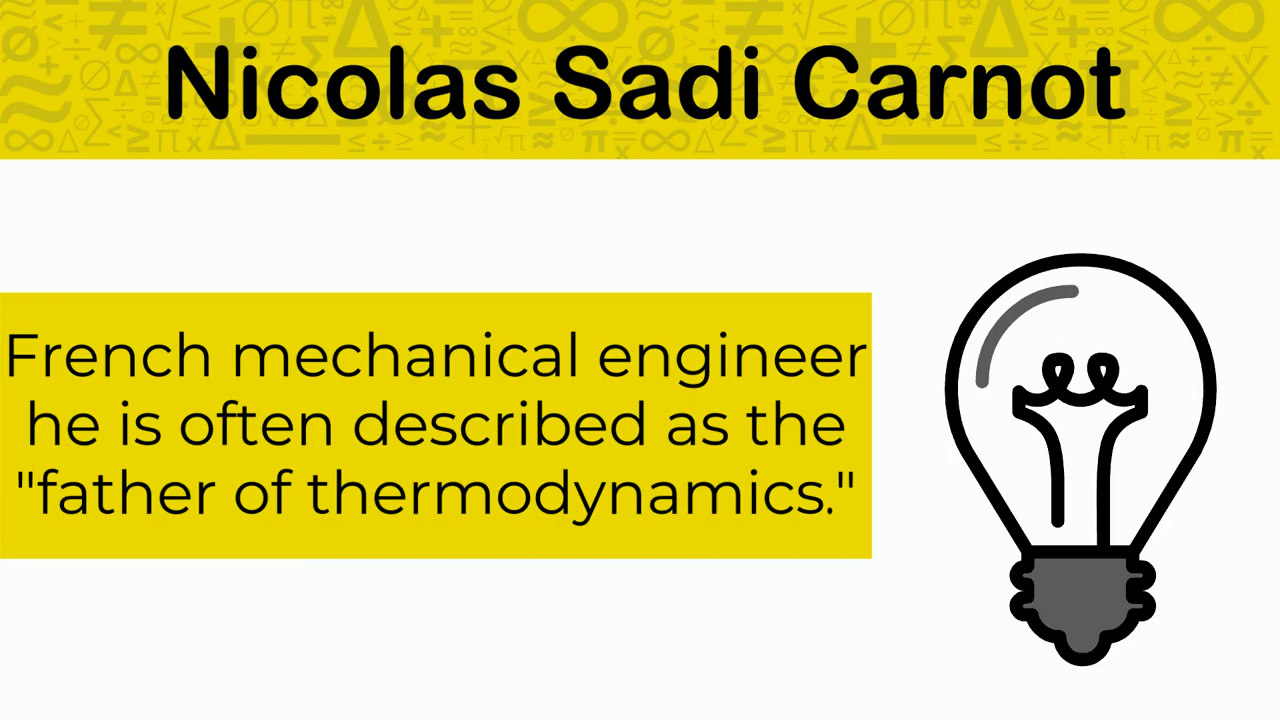 Nicolas Sadi Carnot
French mechanical engineer
he is often described as the
"father of thermodynamics."